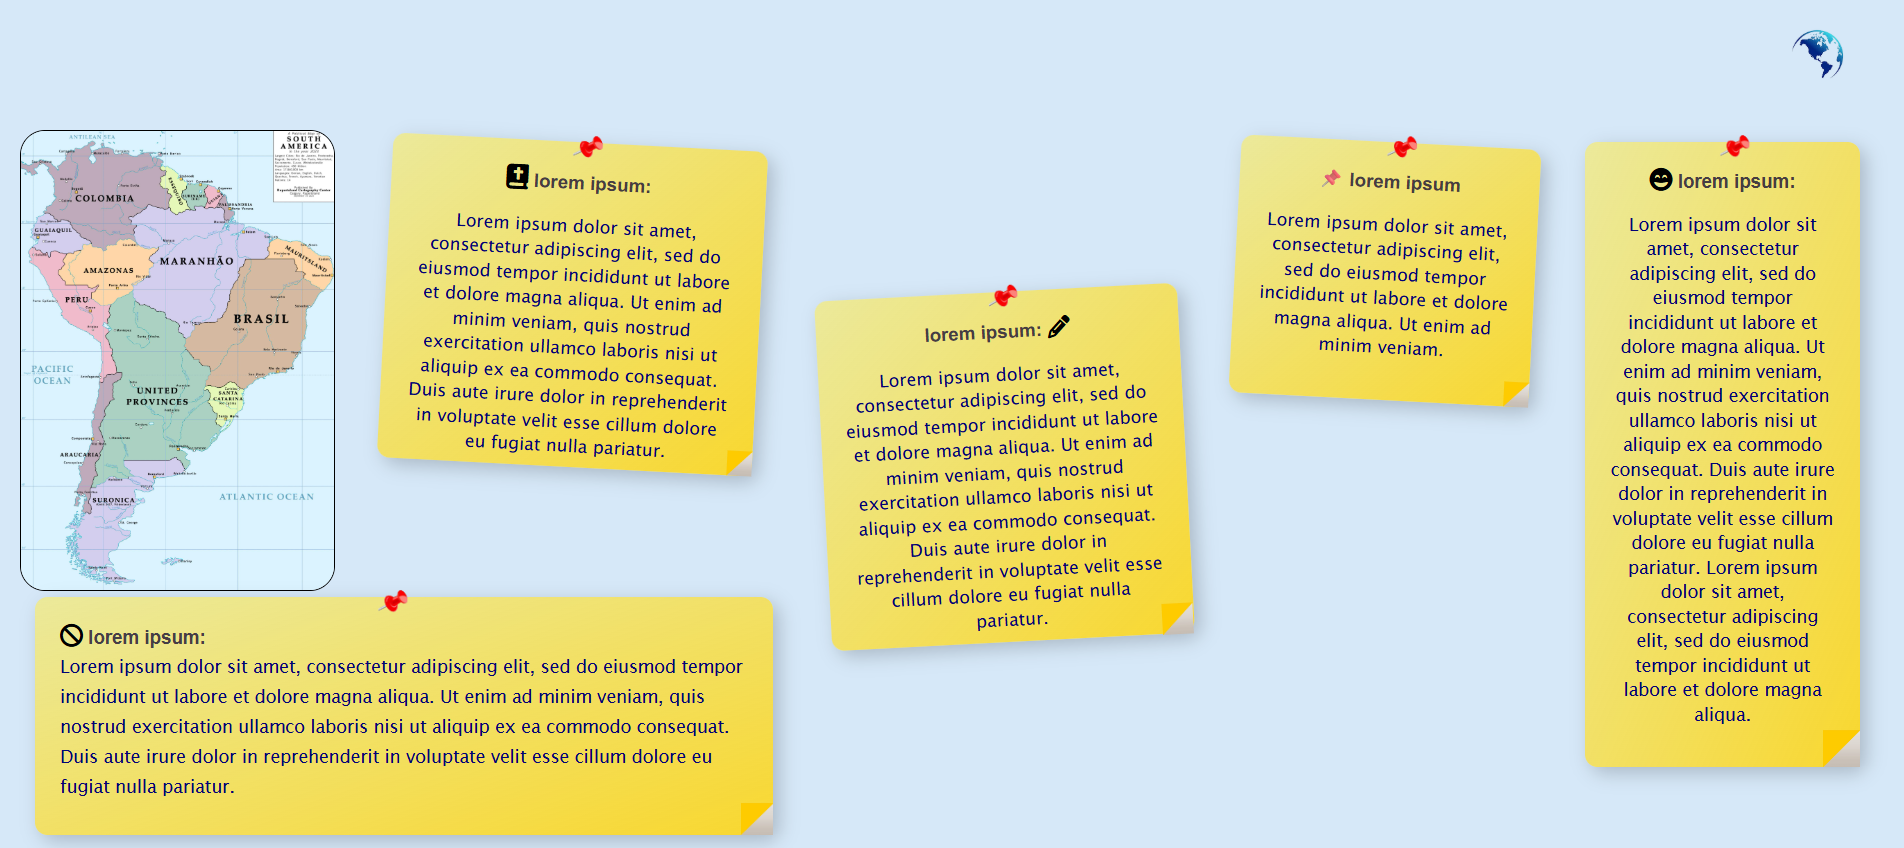 ANTILEAN SEA
SOUTH
AMERICA
COLOMBIA
GUAIAQUIL
MAURITSLAND
MARANHÃO
AMAZONAS
PERU
BRASIL
PACIFIC
OCEAN
UNITED
PROVINCES
SANTA
CATARINA
ARAUCARIA
SURONICA
ATLANTIC OCEAN
lorem ipsum:
Lorem ipsum dolor sit amet,
consectetur adipiscing elit, sed do
eiusmod tempor incididunt ut labore
et dolore magna aliqua. Ut enim ad
minim veniam, quis nostrud
exercitation ullamco laboris nisi ut
aliquip ex ea commodo consequat.
Duis aute irure dolor in reprehenderit
in voluptate velit esse cillum dolore
eu fugiat nulla pariatur.
lorem ipsum:
Lorem ipsum dolor sit amet,
consectetur adipiscing elit, sed do
eiusmod tempor incididunt ut labore
et dolore magna aliqua. Ut enim ad
minim veniam, quis nostrud
exercitation ullamco laboris nisi ut
aliquip ex ea commodo consequat.
Duis aute irure dolor in
reprehenderit in voluptate velit esse
cillum dolore eu fugiat nulla
pariatur.
lorem ipsum
Lorem ipsum dolor sit amet,
consectetur adipiscing elit,
sed do eiusmod tempor
incididunt ut labore et dolore
magna aliqua. Ut enim ad
minim veniam.
lorem ipsum:
Lorem ipsum dolor sit
amet, consectetur
adipiscing elit, sed do
eiusmod tempor
incididunt ut labore et
dolore magna aliqua. Ut
enim ad minim veniam,
quis nostrud exercitation
ullamco laboris nisi ut
aliquip ex ea commodo
consequat. Duis aute irure
dolor in reprehenderit in
voluptate velit esse cillum
dolore eu fugiat nulla
pariatur. Lorem ipsum
dolor sit amet,
consectetur adipiscing
elit, sed do eiusmod
tempor incididunt ut
labore et dolore magna
aliqua.
lorem ipsum:
Lorem ipsum dolor sit amet, consectetur adipiscing elit, sed do eiusmod tempor
incididunt ut labore et dolore magna aliqua. Ut enim ad minim veniam, quis
nostrud exercitation ullamco laboris nisi ut aliquip ex ea commodo consequat.
Duis aute irure dolor in reprehenderit in voluptate velit esse cillum dolore eu
fugiat nulla pariatur.